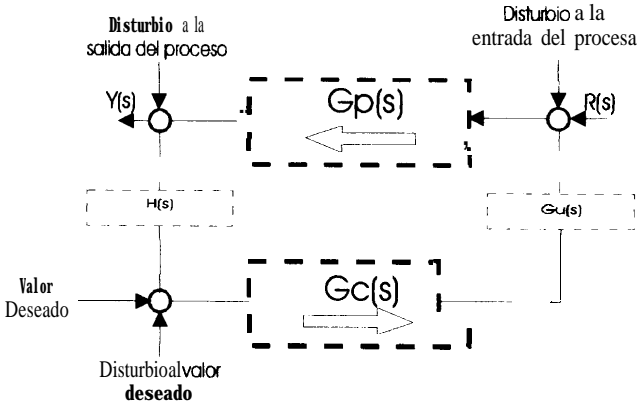 Disturbio a la
salida del proceso
Disturbio a la
entrada del procesa
Y(s)
Gp(s)
R(s)
H(s)
Gu(s)
Valor
Deseado
Gc(s)
Disturbioalvalor
deseado